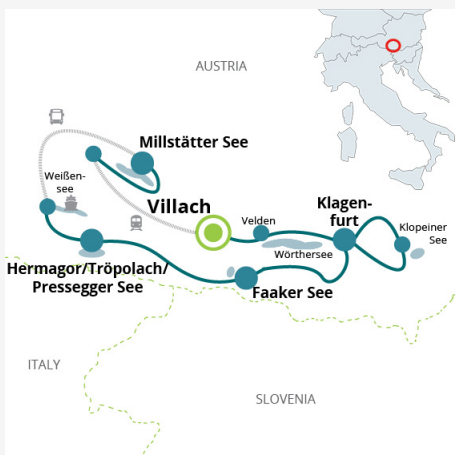 AUSTRIA
Millstätter See
Weißen-
see
Villach
Velden
Klagen-
furt
Klopeiner
See
Wörthersee
Hermagor/Tröpolach/
Pressegger See
Faaker See
ITALY
SLOVENIA